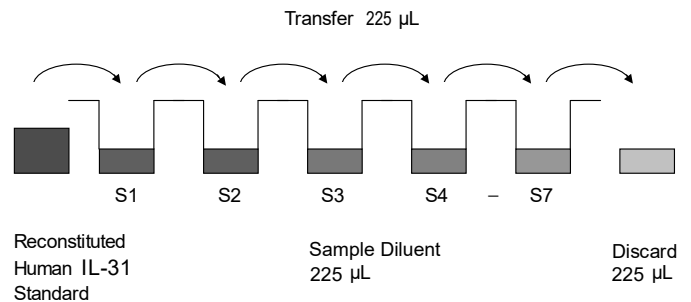 Transfer 225 µL
S1 S2 S3 S4 – S7
Reconstituted
Human IL-31
Standard
Sample Diluent
225 µL
Discard
225 µL